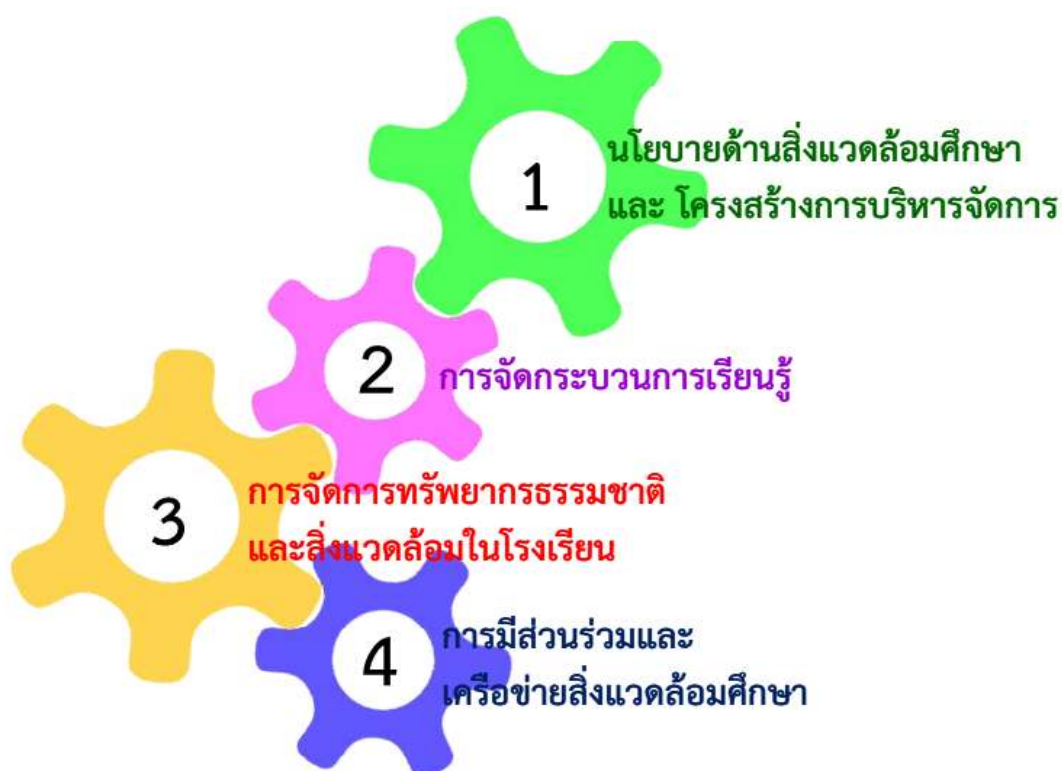 1
นโยบายด้านสิ่งแวดล้อมศึกษา
และ โครงสร้างการบริหารจัดการ
2
การจัดกระบวนการเรียนรู้
3
การจัดการทรัพยากรธรรมชาติ
และสิ่งแวดล้อมในโรงเรียน
4
การมีส่วนร่วมและ
เครือข่ายสิ่งแวดล้อมศึกษา